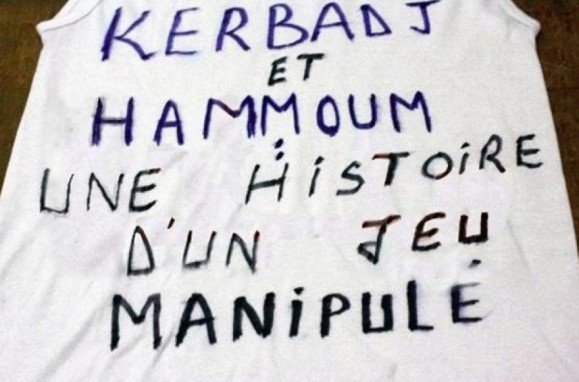 KERBADJ
ET
HAMMOUM :
UNE HiSTOiRE
D'UN JEU
MANiPULÉ